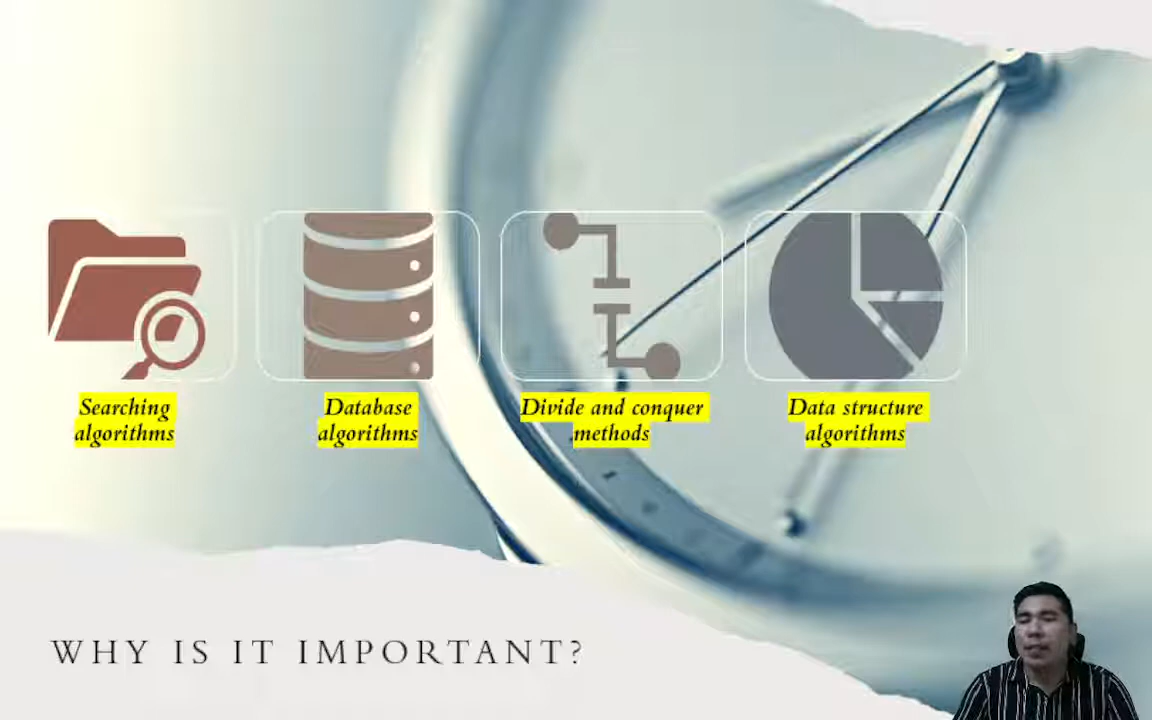 Searching
algorithms
Database
algorithms
Divide and conquer
methods
Data structure
algorithms
WHY IS IT IMPORTANT?